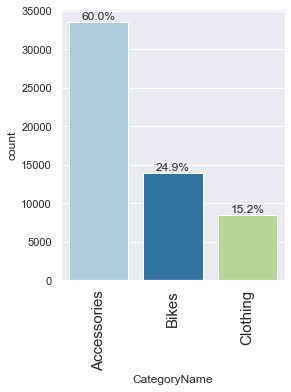 35000
30000
25000
20000
15000
10000
5000
0
count
60.0%
24.9%
15.2%
Accessories
Bikes
Clothing
CategoryName